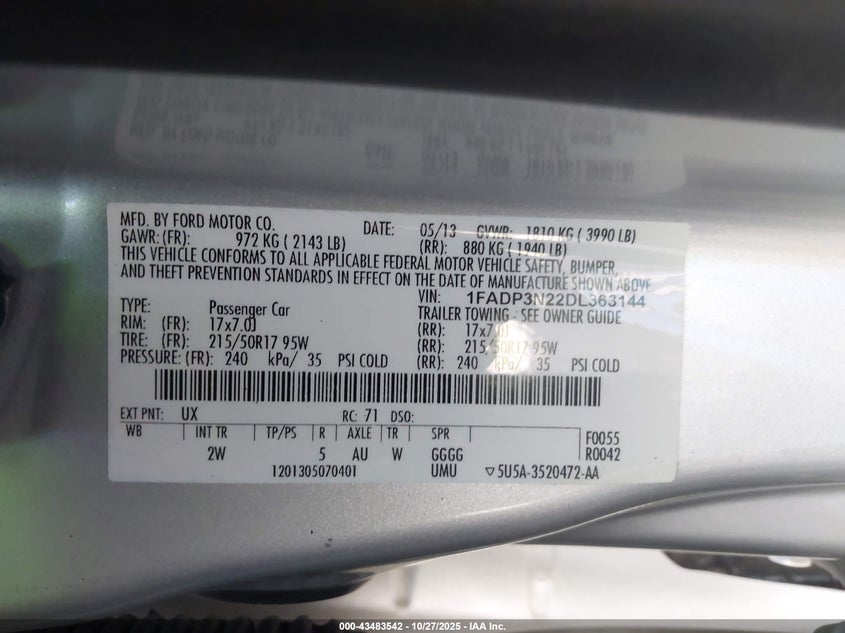 MFD. BY FORD MOTOR CO. DATE: 05/13 GVWR: 1810 KG ( 3990 LB)
GAWR: (FR): 972 KG ( 2143 LB) (RR): 880 KG ( 1940 LB)
THIS VEHICLE CONFORMS TO ALL APPLICABLE FEDERAL MOTOR VEHICLE SAFETY, BUMPER,
AND THEFT PREVENTION STANDARDS IN EFFECT ON THE DATE OF MANUFACTURE SHOWN ABOVE.
VIN: 1FADP3N22DL363144
TYPE: Passenger Car TRAILER TOWING - SEE OWNER GUIDE
RIM: (FR): 17x7.0J (RR): 17x7.0J
TIRE: (FR): 215/50R17 95W (RR): 215/50R17 95W
PRESSURE: (FR): 240 kPa/ 35 PSI COLD (RR): 240 kPa/ 35 PSI COLD
EXT PNT: UX RC: 71 DSO:
WB INT TR TP/PS R AXLE TR SPR F0055
2W 5 AU W GGGG R0042
1201305070401 UMU ▽5U5A-3520472-AA
000-43483542 - 10/27/2025 - IAA Inc.